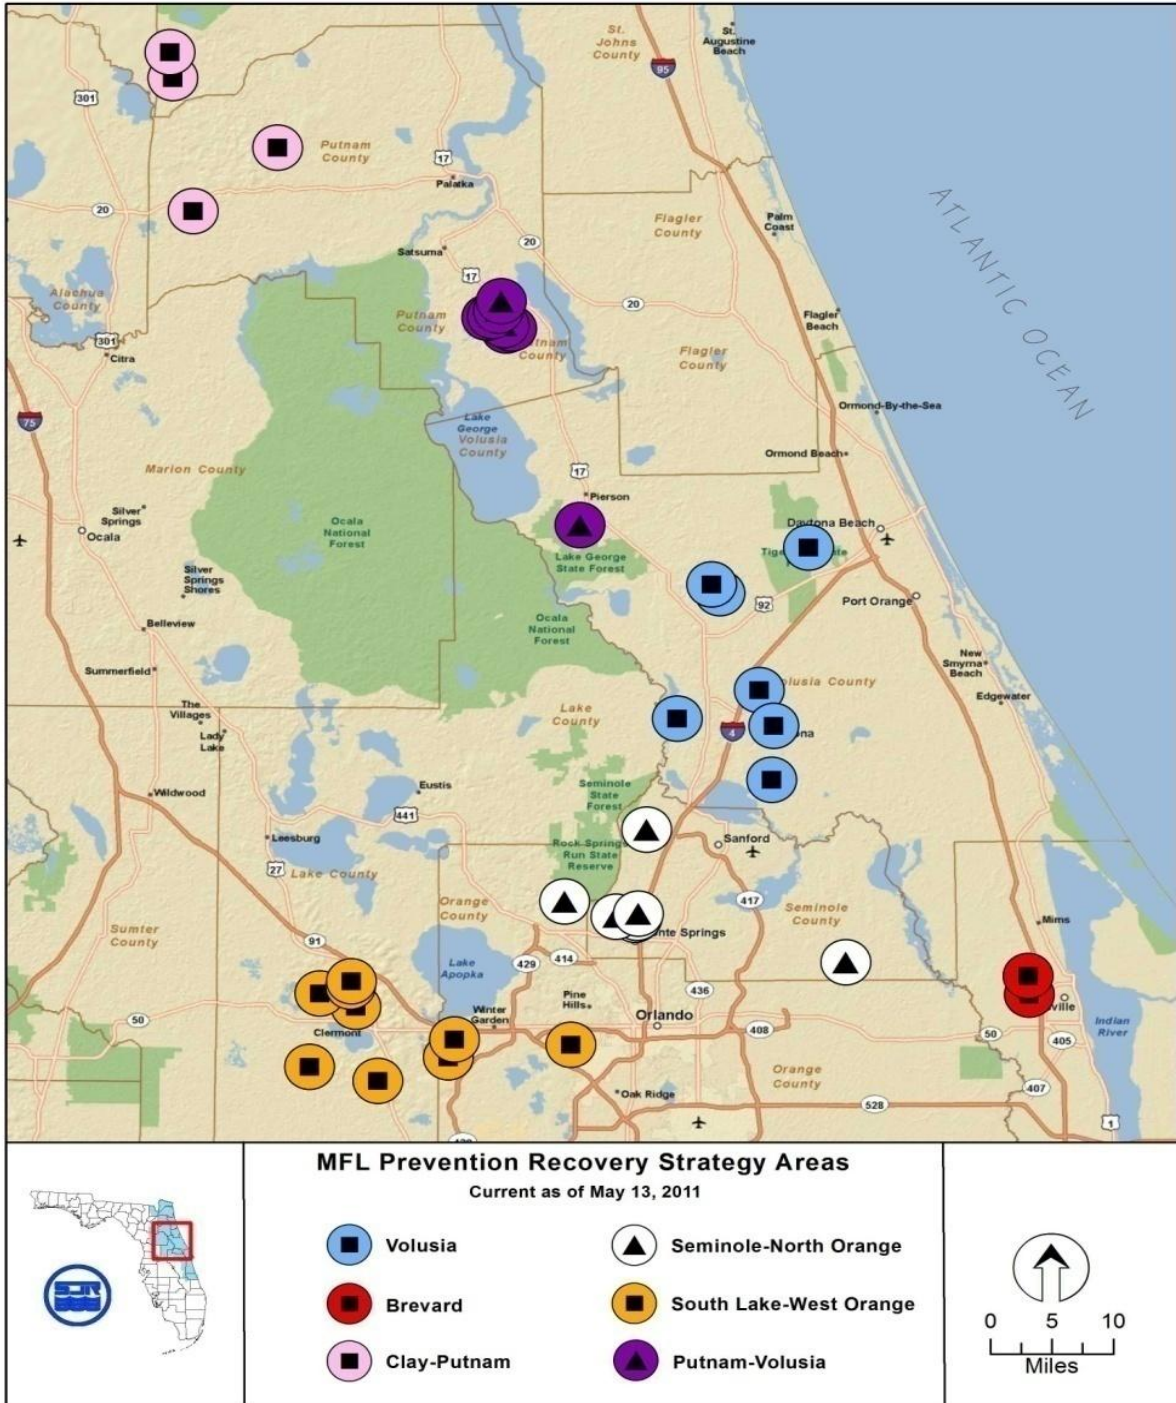 St.
Johns
County
St.
Augustine
Beach
95
301
Putnam
County
17
Palatka
20
Flagler
County
Palm
Coast
ATLANTIC OCEAN
Satsuma
20
17
Alachua
County
20
Putnam
County
Flagler
Beach
301
Citra
County
Flagler
County
75
Lake
George
Volusia
County
Ormond-By-the-Sea
Ormond Beach
Marion County
17
Pierson
Silver
Springs
Ocala
Ocala
National
Forest
Daytona Beach
Lake George
State Forest
Silver
Springs
Shores
92
Port Orange
Belleview
Ocala
National
Forest
Summerfield
New
Smyrna
Beach
Edgewater
The
Villages
Lady
Lake
Lake
County
4
Wildwood
Eustis
Seminole
State
Forest
441
Leesburg
Rock Springs
Run State
Reserve
Sanford
27
Lake County
Orange
County
417
Seminole
County
Sumter
County
Mims
91
Lake
Apopka
429
414
436
Pine
Hills
Winter
Garden
Orlando
50
Clermont
408
50
405
Indian
River
Orange
County
Oak Ridge
528
407
1
MFL Prevention Recovery Strategy Areas
Current as of May 13, 2011
Volusia
Seminole-North Orange
Brevard
South Lake-West Orange
Clay-Putnam
Putnam-Volusia
0 5 10
Miles